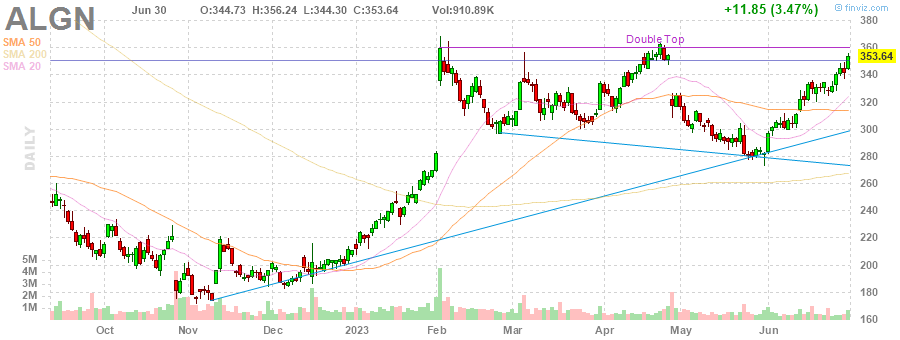 ALGN Jun 30 O:344.73 H:356.24 L:344.30 C:353.64 Vol:910.89K +11.85 (3.47%)
© finviz.com
SMA 50
SMA 200
SMA 20
Double Top
DAILY
380
360
353.64
340
320
300
280
260
240
220
200
180
160
5M
4M
3M
2M
1M
Oct Nov Dec 2023 Feb Mar Apr May Jun